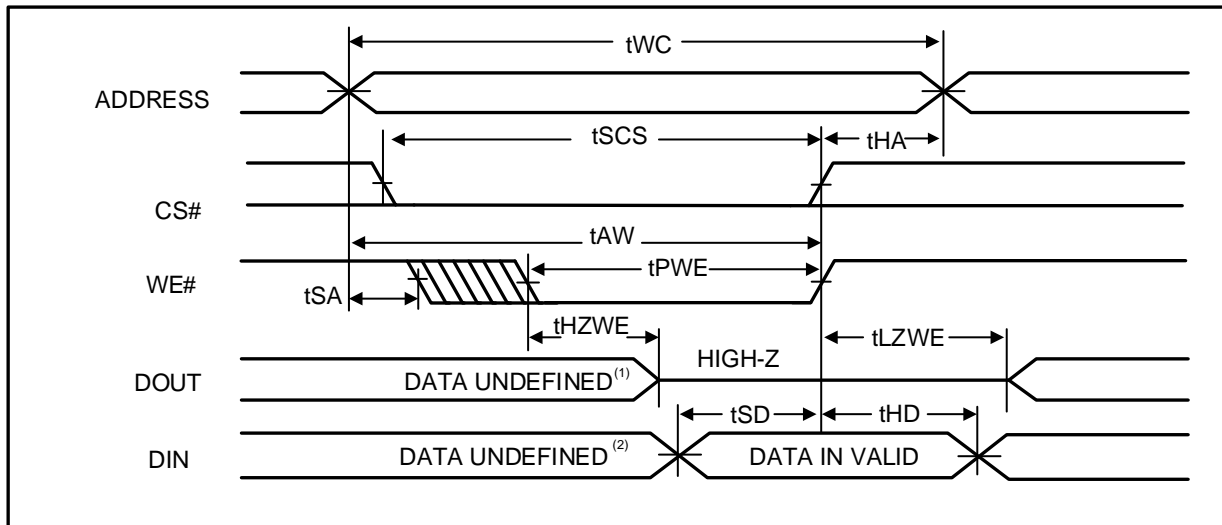 tWC
ADDRESS
tSCS
tHA
CS#
tAW
WE#
tPWE
tSA
tHZWE
tLZWE
HIGH-Z
DOUT
DATA UNDEFINED(1)
tSD
tHD
DIN
DATA UNDEFINED(2)
DATA IN VALID